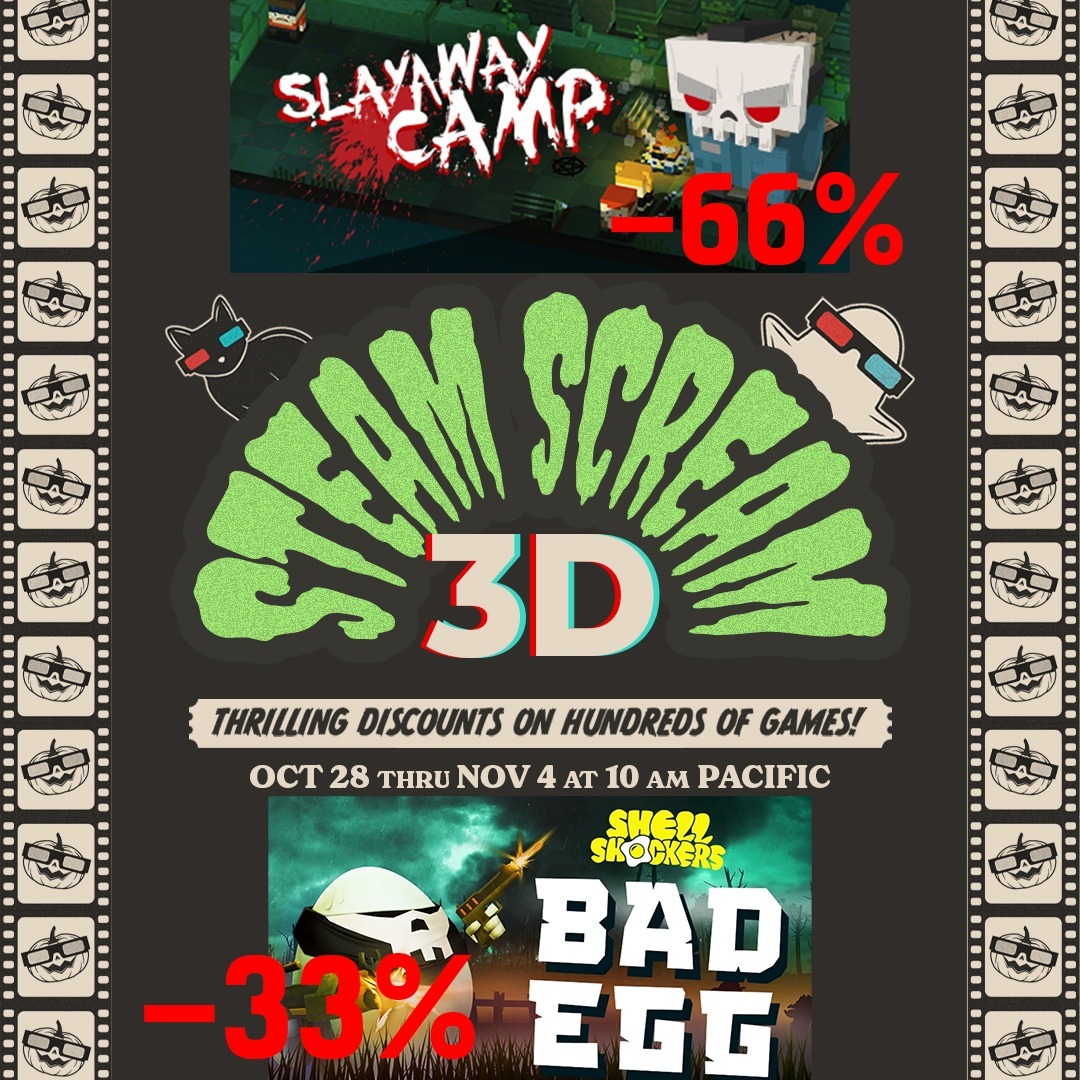 SLAYAWAY
CAMP
-66%
STEAM SCREAM
3D
THRILLING DISCOUNTS ON HUNDREDS OF GAMES!
OCT 28 THRU NOV 4 AT 10 AM PACIFIC
SHELL
SHOCKERS
BAD
EGG
-33%